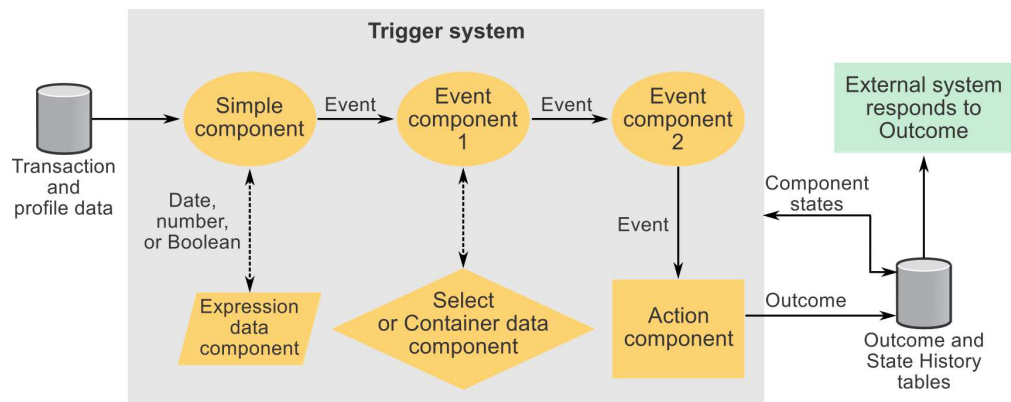 Trigger system
Transaction
and
profile data
Simple
component
Event
Event
component
1
Event
Event
component
2
External system
responds to
Outcome
Date,
number,
or Boolean
Event
Component
states
Expression
data
component
Select
or Container data
component
Action
component
Outcome
Outcome and
State History
tables